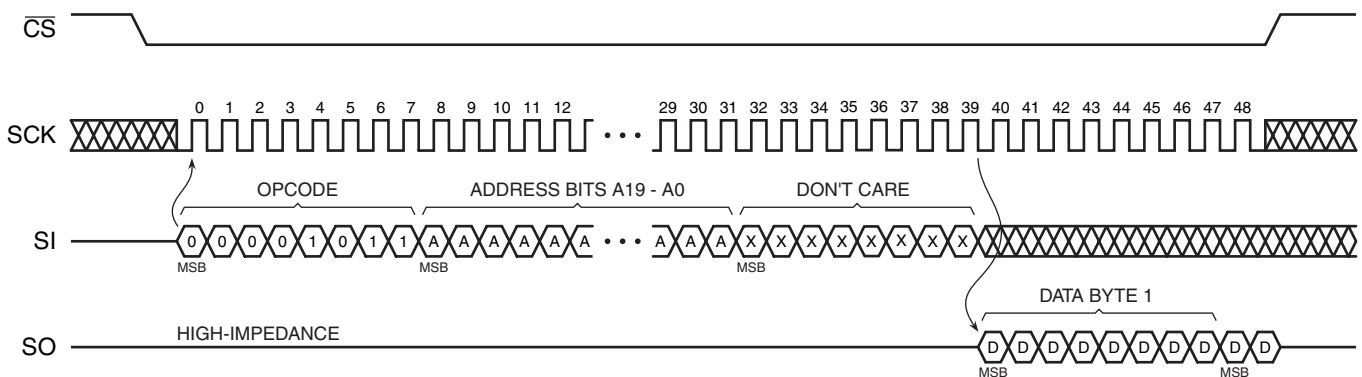 CS
0 1 2 3 4 5 6 7 8 9 10 11 12 29 30 31 32 33 34 35 36 37 38 39 40 41 42 43 44 45 46 47 48
SCK • • •
OPCODE ADDRESS BITS A19 - A0 DON'T CARE
SI 0 0 0 0 1 0 1 1 A A A A A A • • • A A A X X X X X X X X
MSB MSB MSB
DATA BYTE 1
HIGH-IMPEDANCE
SO D D D D D D D D D D
MSB MSB